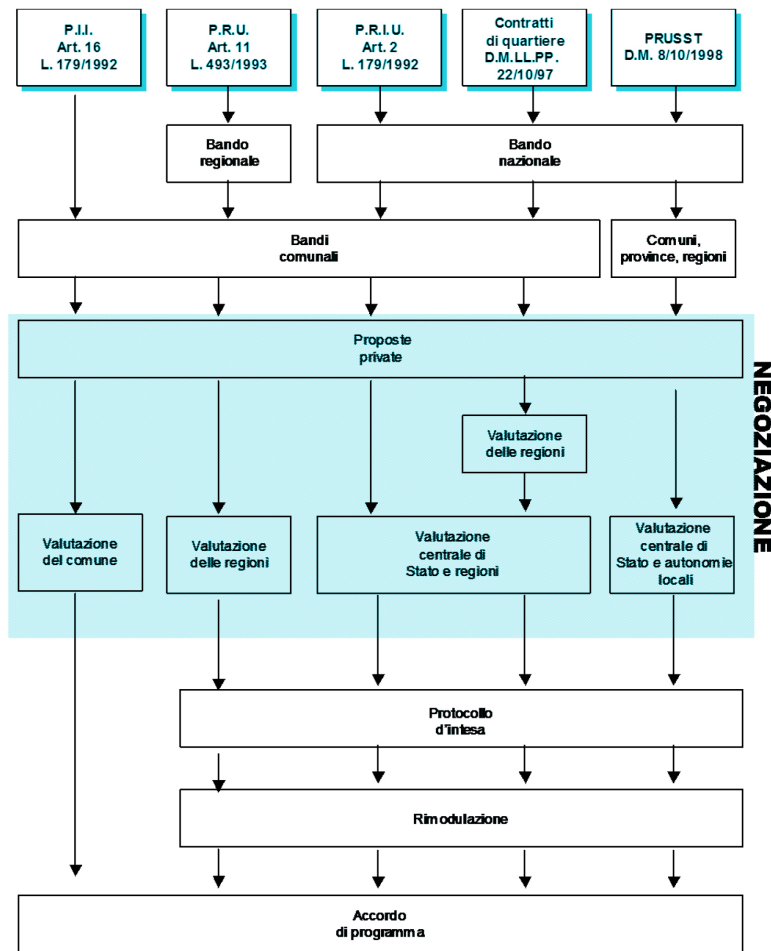 P.I.I.
Art. 16
L. 179/1992
P.R.U.
Art. 11
L. 493/1993
P.R.I.U.
Art. 2
L. 179/1992
Contratti
di quartiere
D.M.LL.PP.
22/10/97
PRUSST
D.M. 8/10/1998
Bando
regionale
Bando
nazionale
Bandi
comunali
Comuni,
province, regioni
Proposte
private
NEGOZIAZIONE
Valutazione
delle regioni
Valutazione
del comune
Valutazione
delle regioni
Valutazione
centrale di
Stato e regioni
Valutazione
centrale di
Stato e autonomie
locali
Protocollo
d'intesa
Rimodulazione
Accordo
di programma